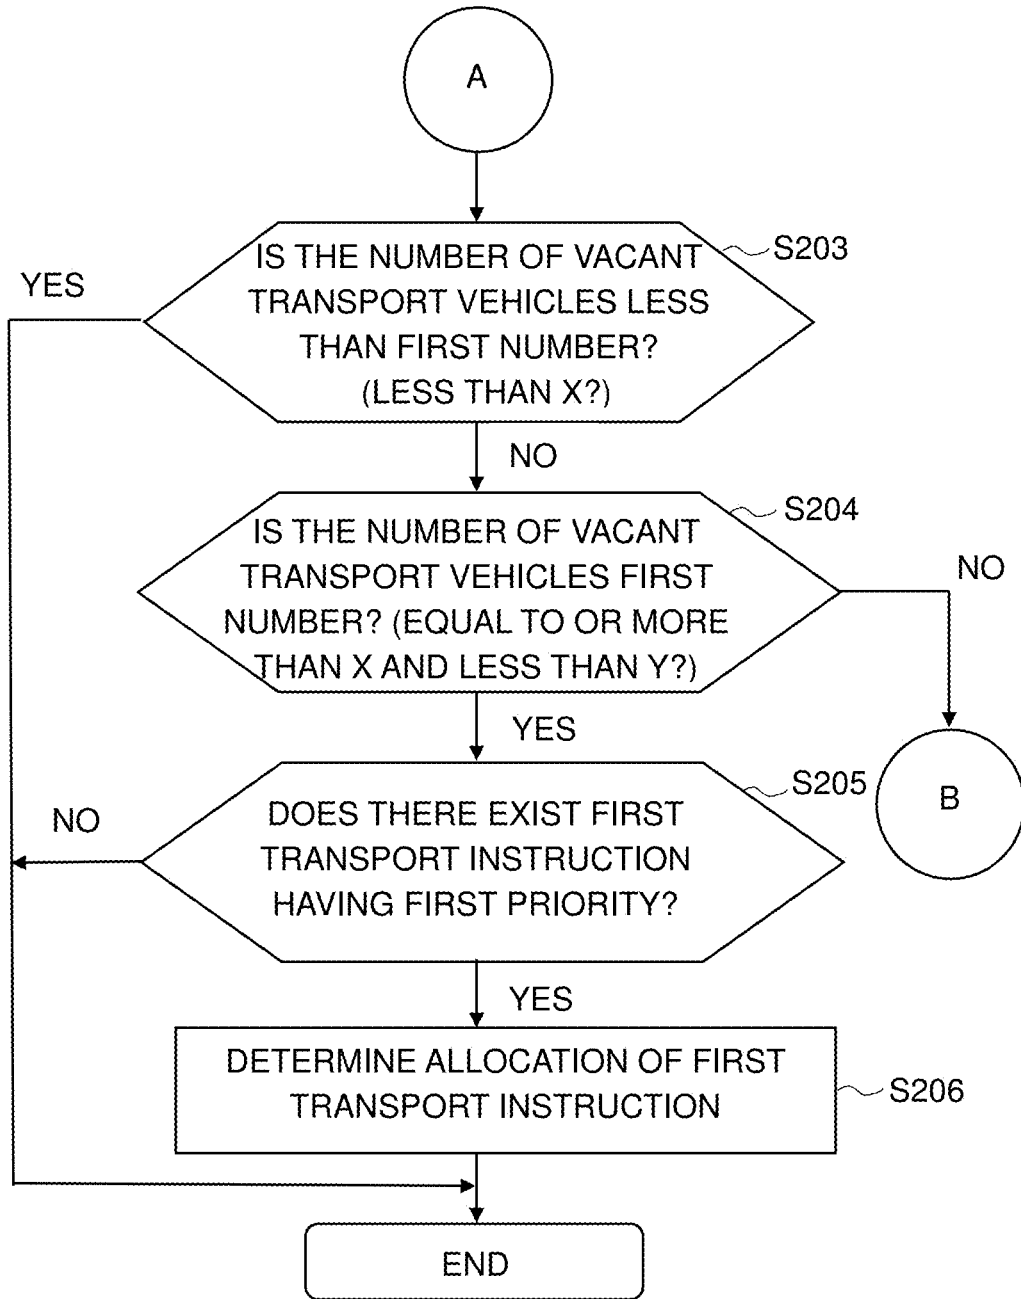 A
IS THE NUMBER OF VACANT
TRANSPORT VEHICLES LESS
THAN FIRST NUMBER?
(LESS THAN X?)
S203
YES
NO
IS THE NUMBER OF VACANT
TRANSPORT VEHICLES FIRST
NUMBER? (EQUAL TO OR MORE
THAN X AND LESS THAN Y?)
S204
NO
YES
B
DOES THERE EXIST FIRST
TRANSPORT INSTRUCTION
HAVING FIRST PRIORITY?
S205
NO
YES
DETERMINE ALLOCATION OF FIRST
TRANSPORT INSTRUCTION
S206
END